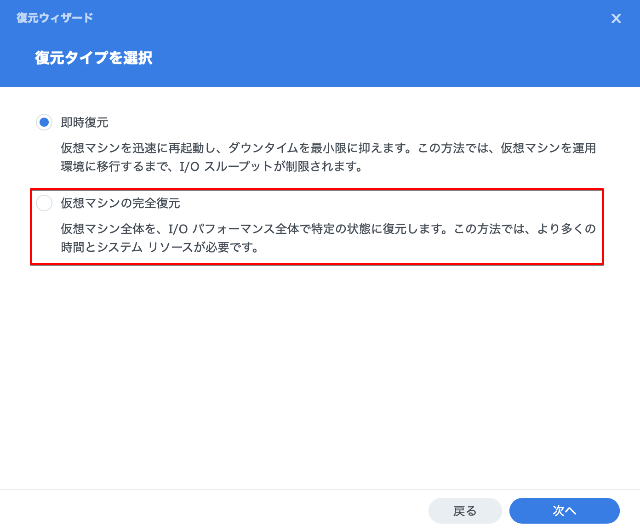 復元ウィザード
復元タイプを選択
即時復元
仮想マシンを迅速に再起動し、ダウンタイムを最小限に抑えます。この方法では、仮想マシンを運用
環境に移行するまで、I/O スループットが制限されます。
仮想マシンの完全復元
仮想マシン全体を、I/O パフォーマンス全体で特定の状態に復元します。この方法では、より多くの
時間とシステム リソースが必要です。
戻る
次へ